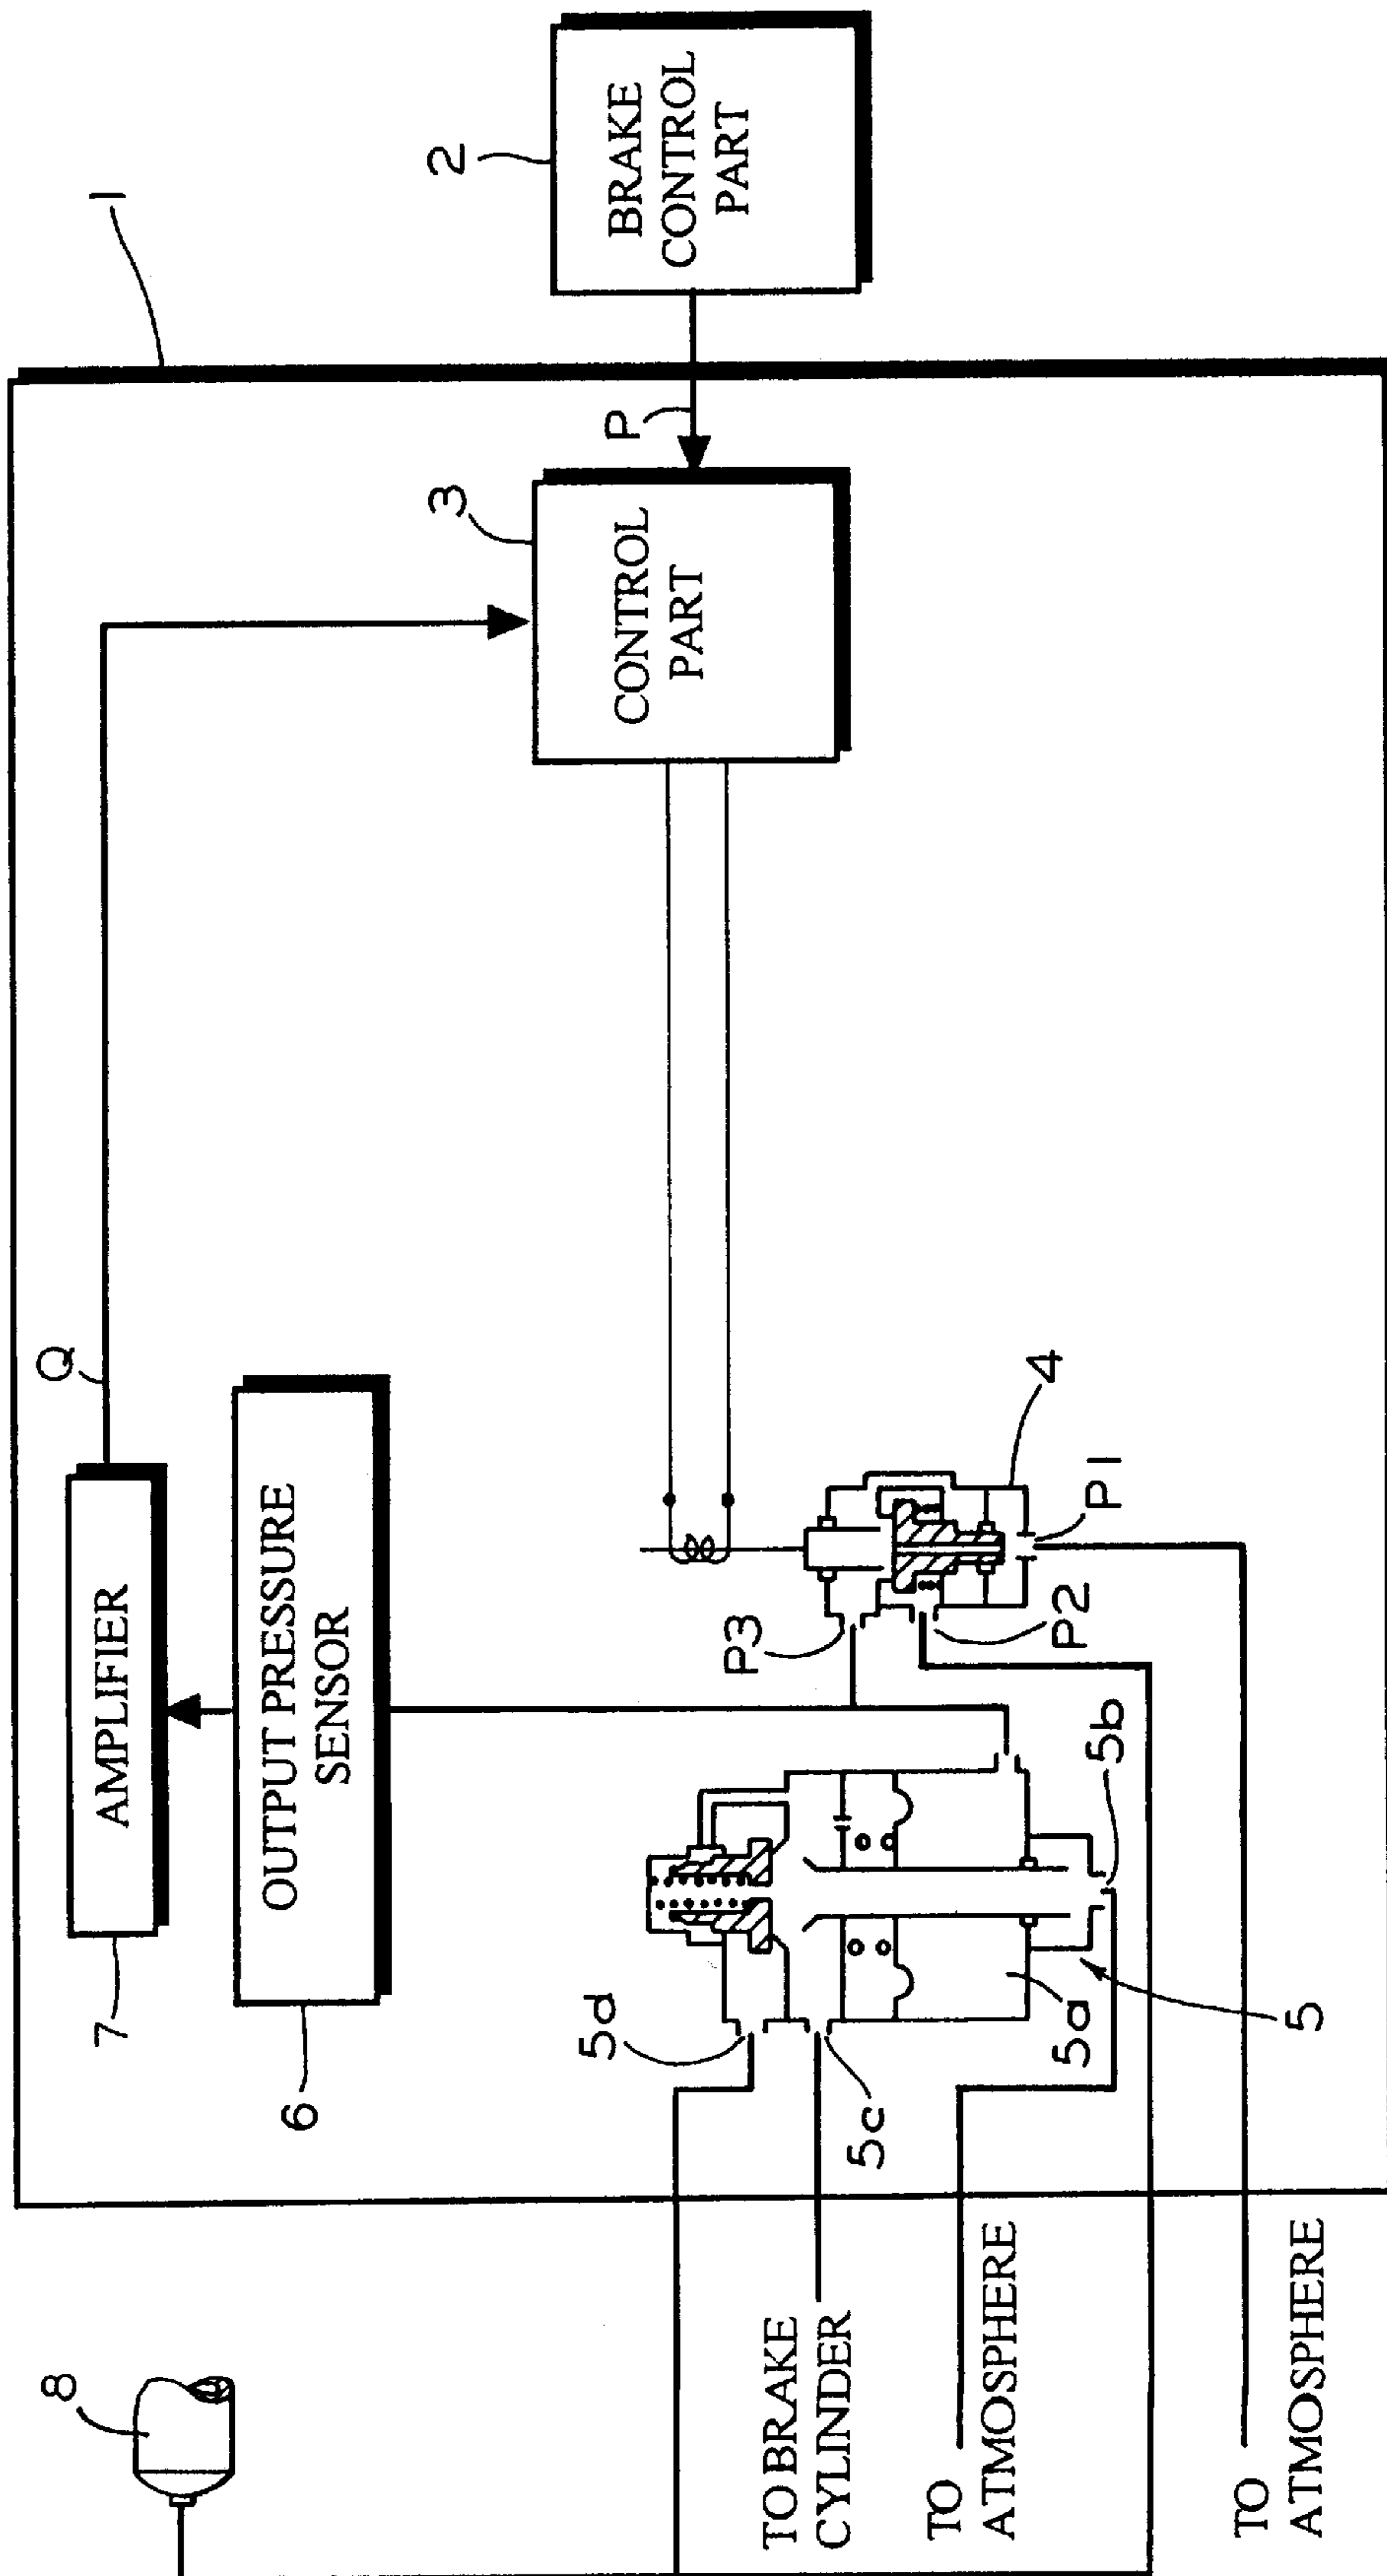 8
7
AMPLIFIER
Q
1
6
OUTPUT PRESSURE
SENSOR
3
CONTROL
PART
P
2
BRAKE
CONTROL
PART
5d
5c
5a
5
5b
P3
P2
P1
4
TO BRAKE
CYLINDER
TO
ATMOSPHERE
TO
ATMOSPHERE